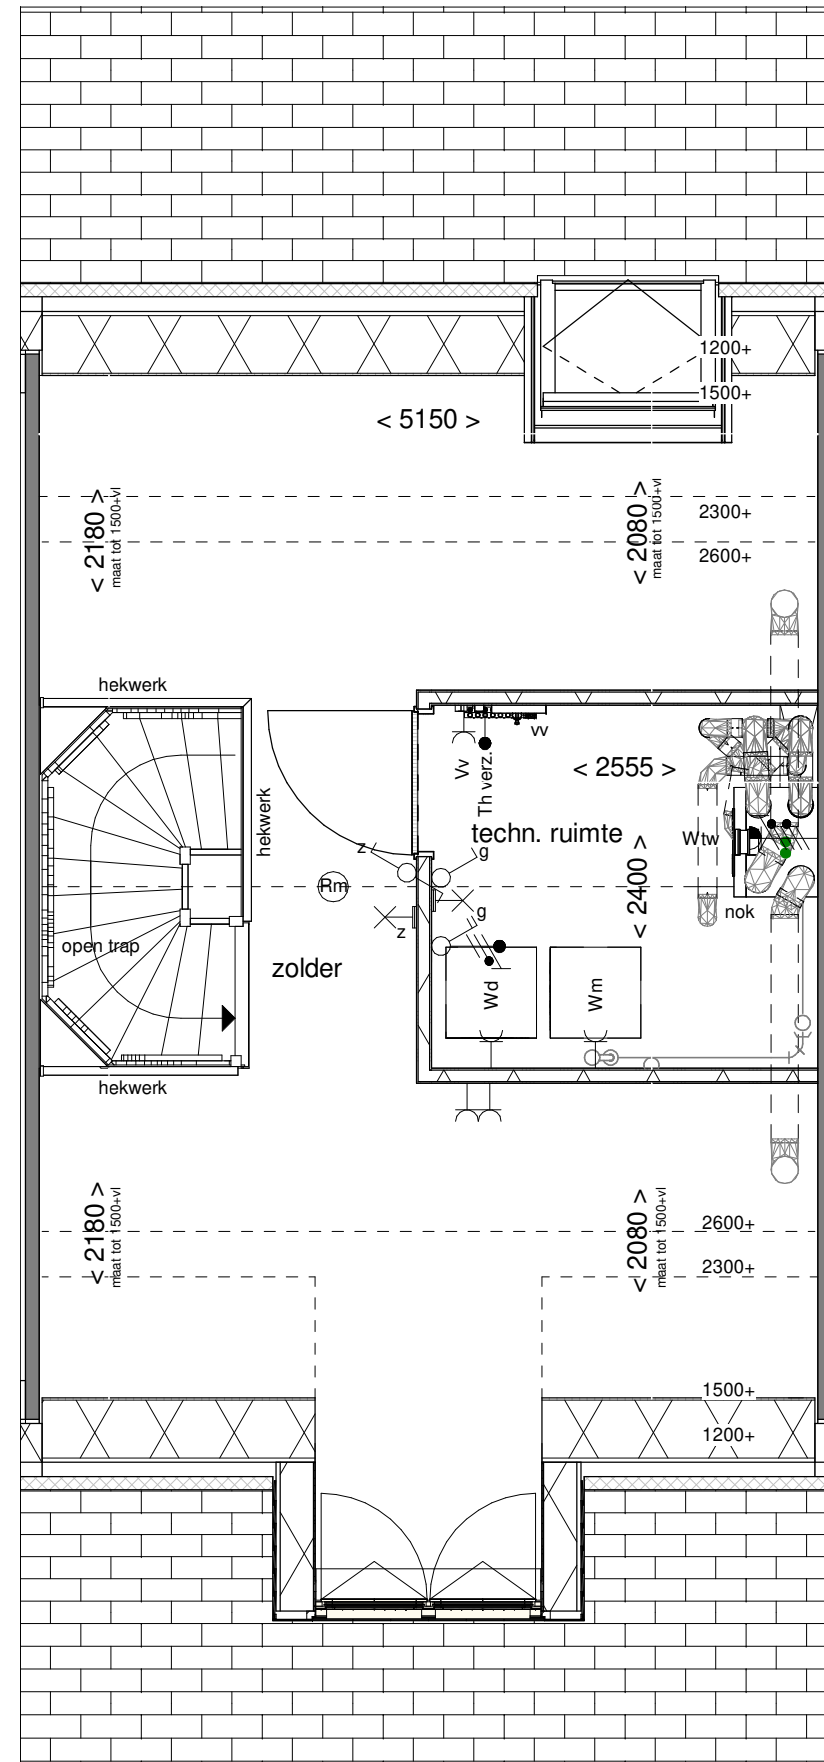 1200+
1500+
< 5150 >
< 2180 >
maat tot 1500+vl
< 2080 >
maat tot 1500+vl
2300+
2600+
hekwerk
hekwerk
open trap
hekwerk
Rm
zolder
z
z
g
g
Vv
Th verz.
vv
< 2555 >
techn. ruimte
< 2400 >
Wtw
nok
Wd
Wm
< 2180 >
maat tot 1500+vl
< 2080 >
maat tot 1500+vl
2600+
2300+
1500+
1200+